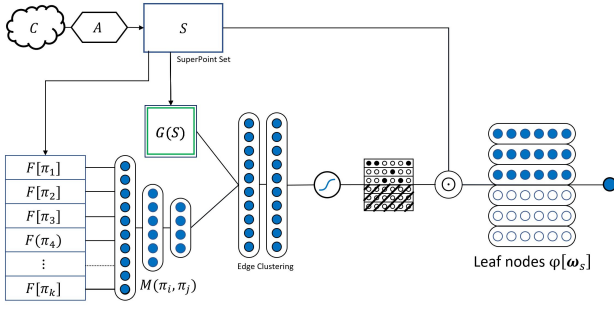 C
A
S
SuperPoint Set
G(S)
F[π₁]
F[π₂]
F[π₃]
F(π₄)
⋮
F[πₖ]
M(πᵢ, πⱼ)
Edge Clustering
Leaf nodes φ[𝝎ₛ]